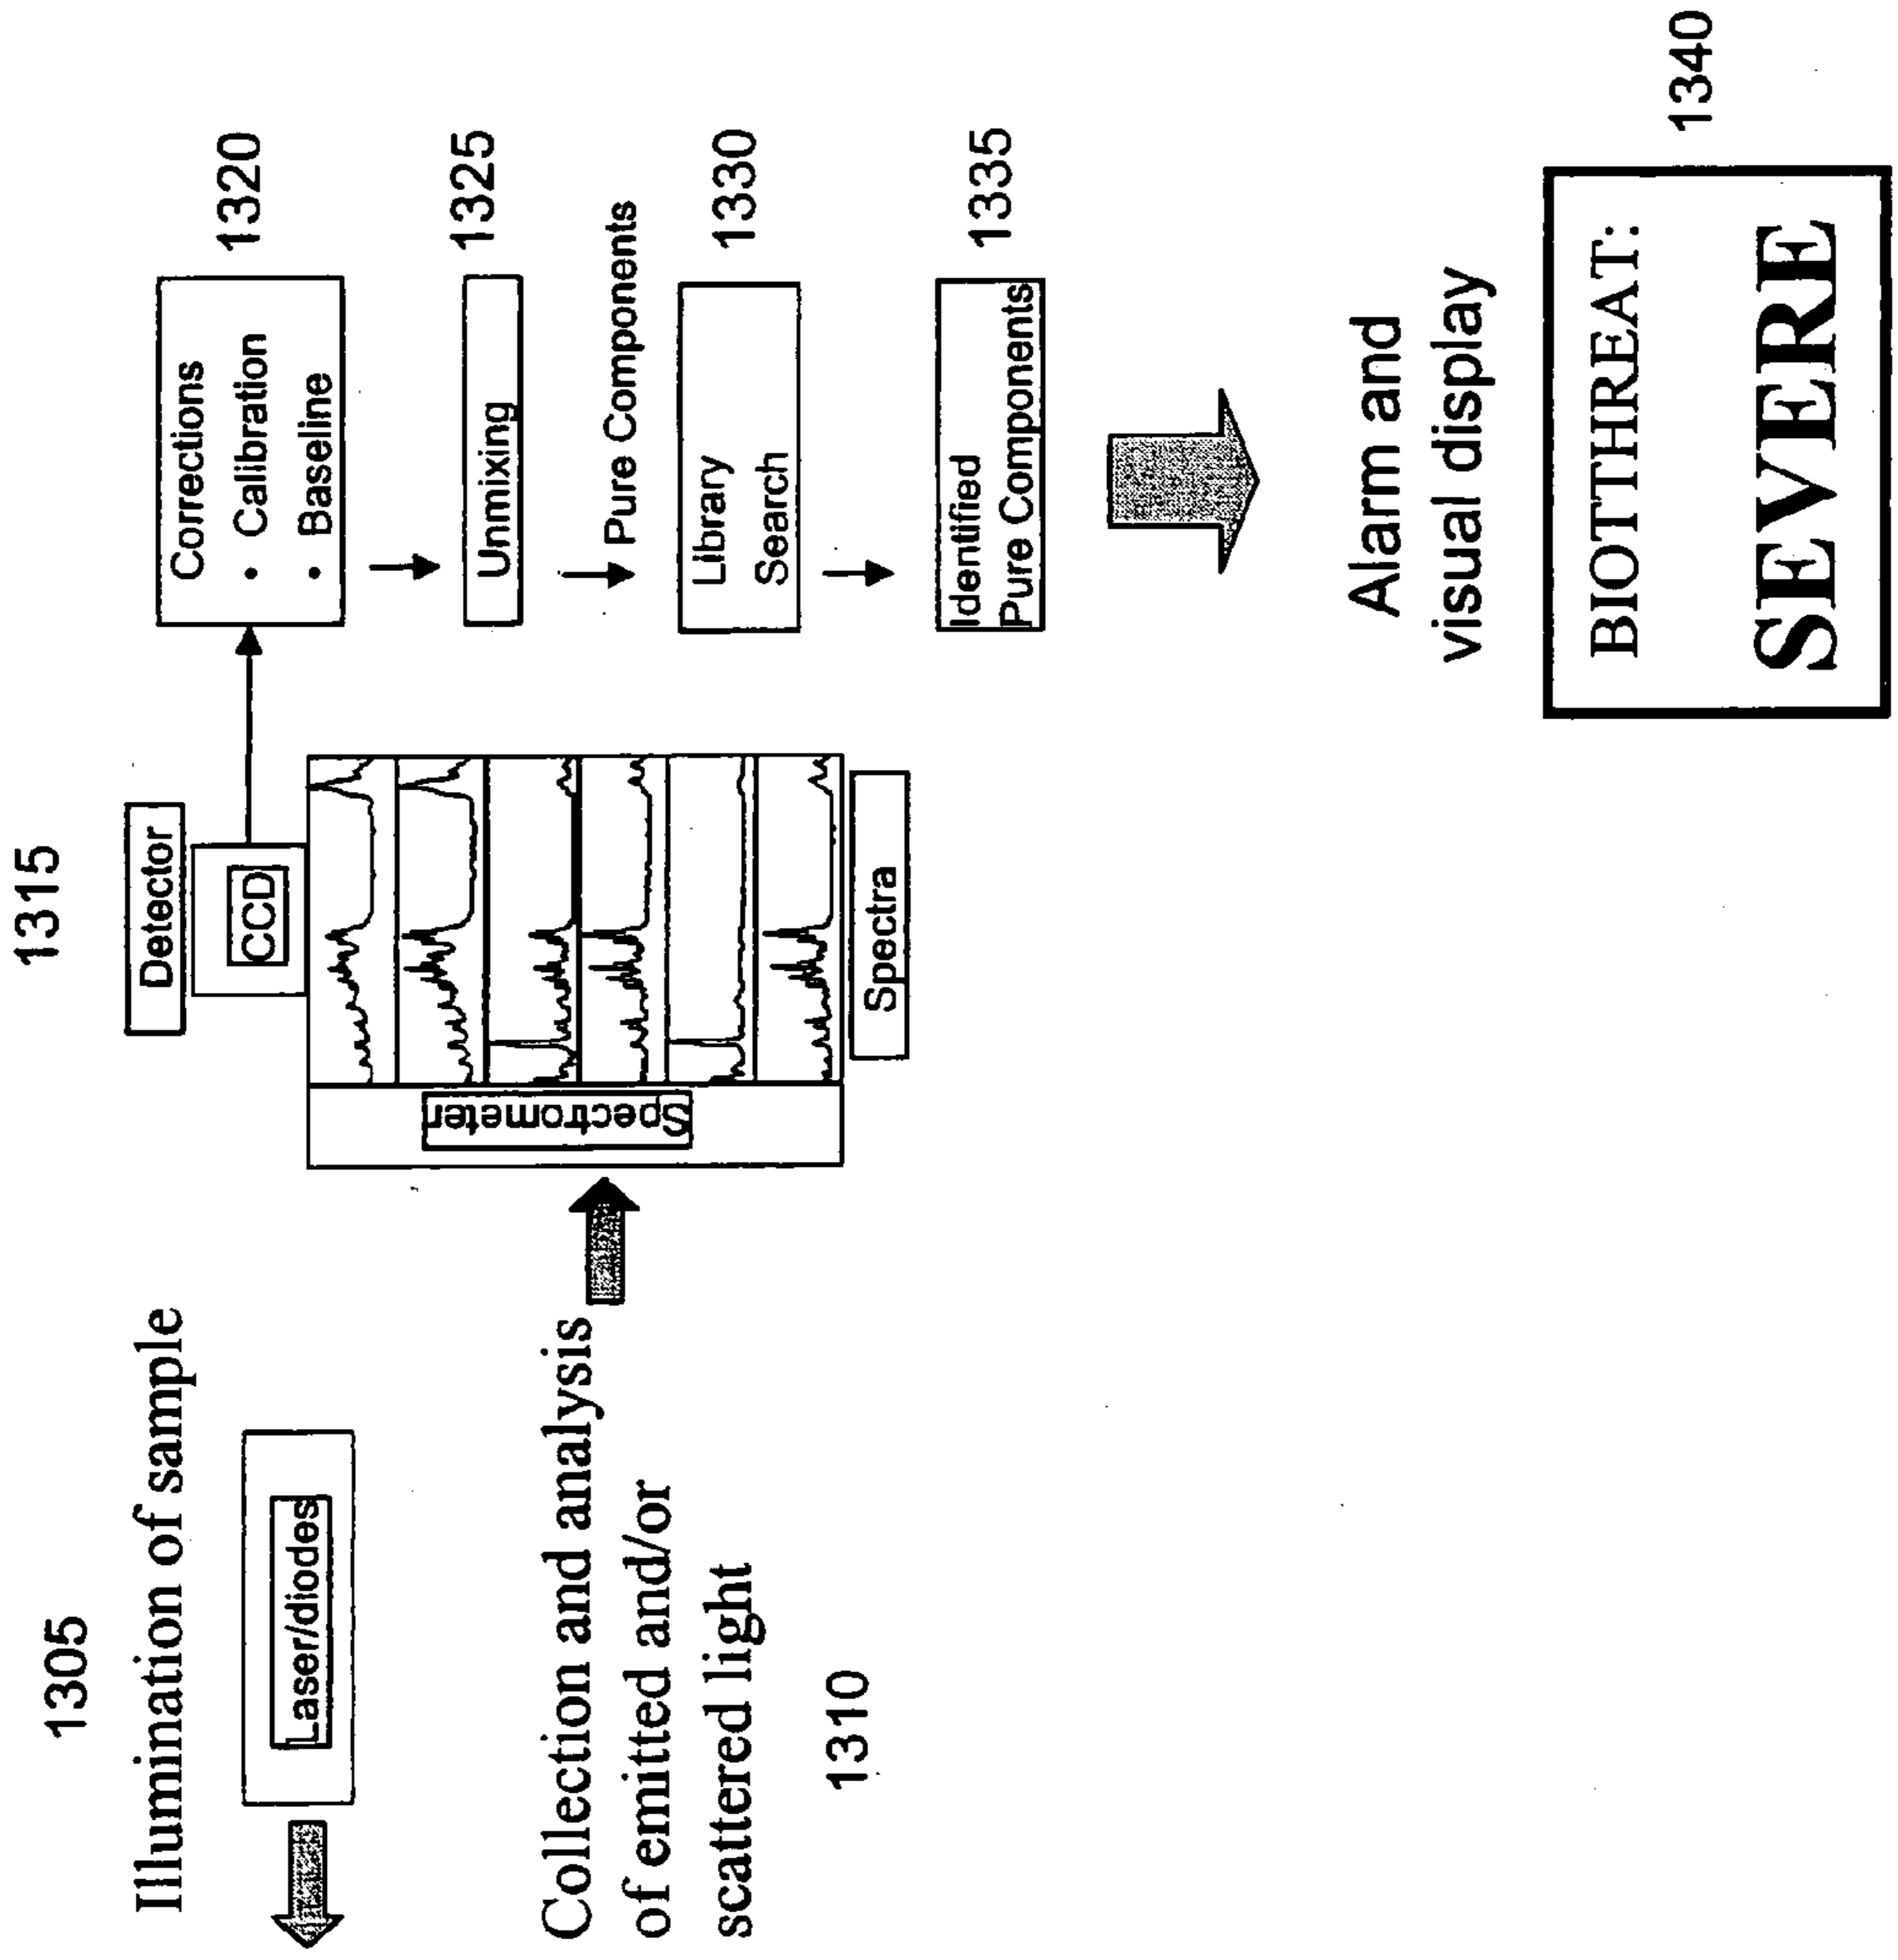 1305
Illumination of sample
Laser/diodes
Collection and analysis
of emitted and/or
scattered light
1310
1315
Detector
CCD
Spectrometer
Spectra
Corrections
• Calibration
• Baseline
1320
Unmixing
1325
Pure Components
Library
Search
1330
Identified
Pure Components
1335
Alarm and
visual display
BIOTTHREAT:
SEVERE
1340